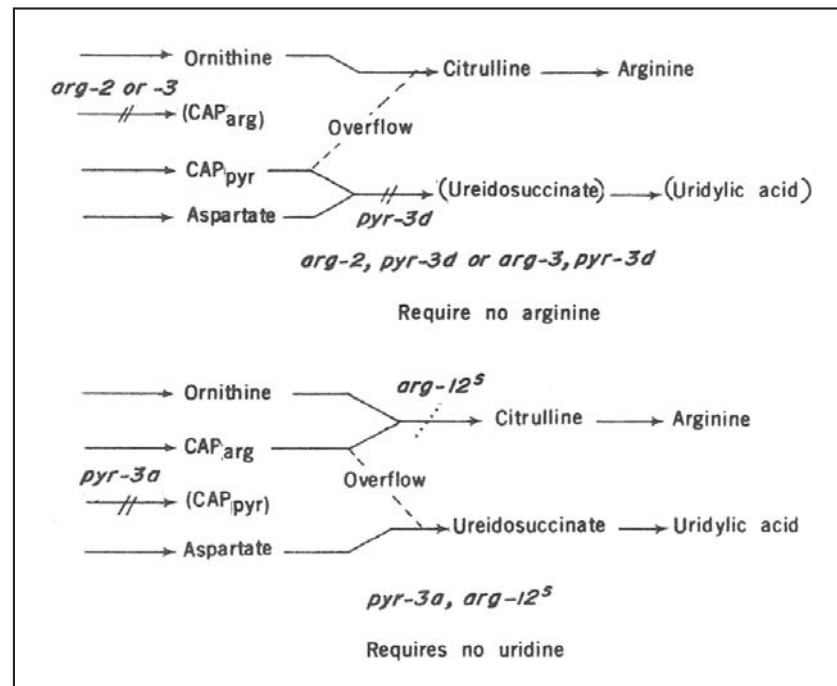 Ornithine Citrulline Arginine
arg-2 or -3
(CAParg)
Overflow
CAPpyr
(Ureidosuccinate) (Uridylic acid)
Aspartate
pyr-3d
arg-2, pyr-3d or arg-3, pyr-3d
Require no arginine
Ornithine
arg-12s
Citrulline Arginine
CAParg
pyr-3a
Overflow
(CAPpyr)
Ureidosuccinate Uridylic acid
Aspartate
pyr-3a, arg-12s
Requires no uridine